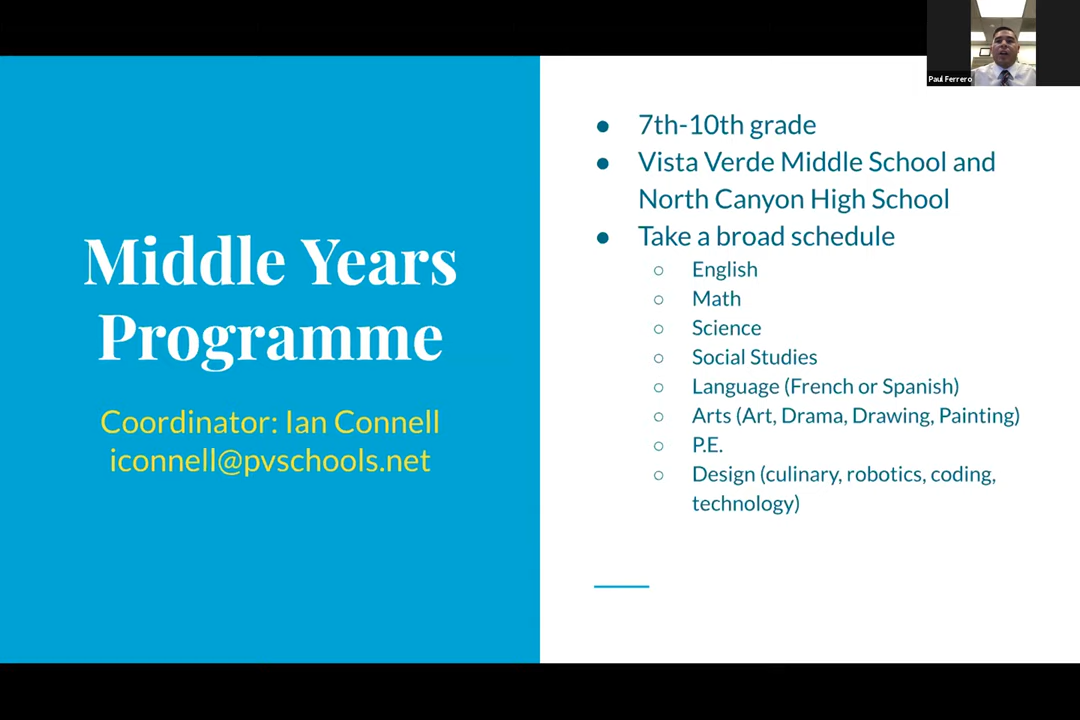 Paul Ferrero
Middle Years
Programme
Coordinator: Ian Connell
iconnell@pvschools.net
● 7th-10th grade
● Vista Verde Middle School and
North Canyon High School
● Take a broad schedule
○ English
○ Math
○ Science
○ Social Studies
○ Language (French or Spanish)
○ Arts (Art, Drama, Drawing, Painting)
○ P.E.
○ Design (culinary, robotics, coding,
technology)